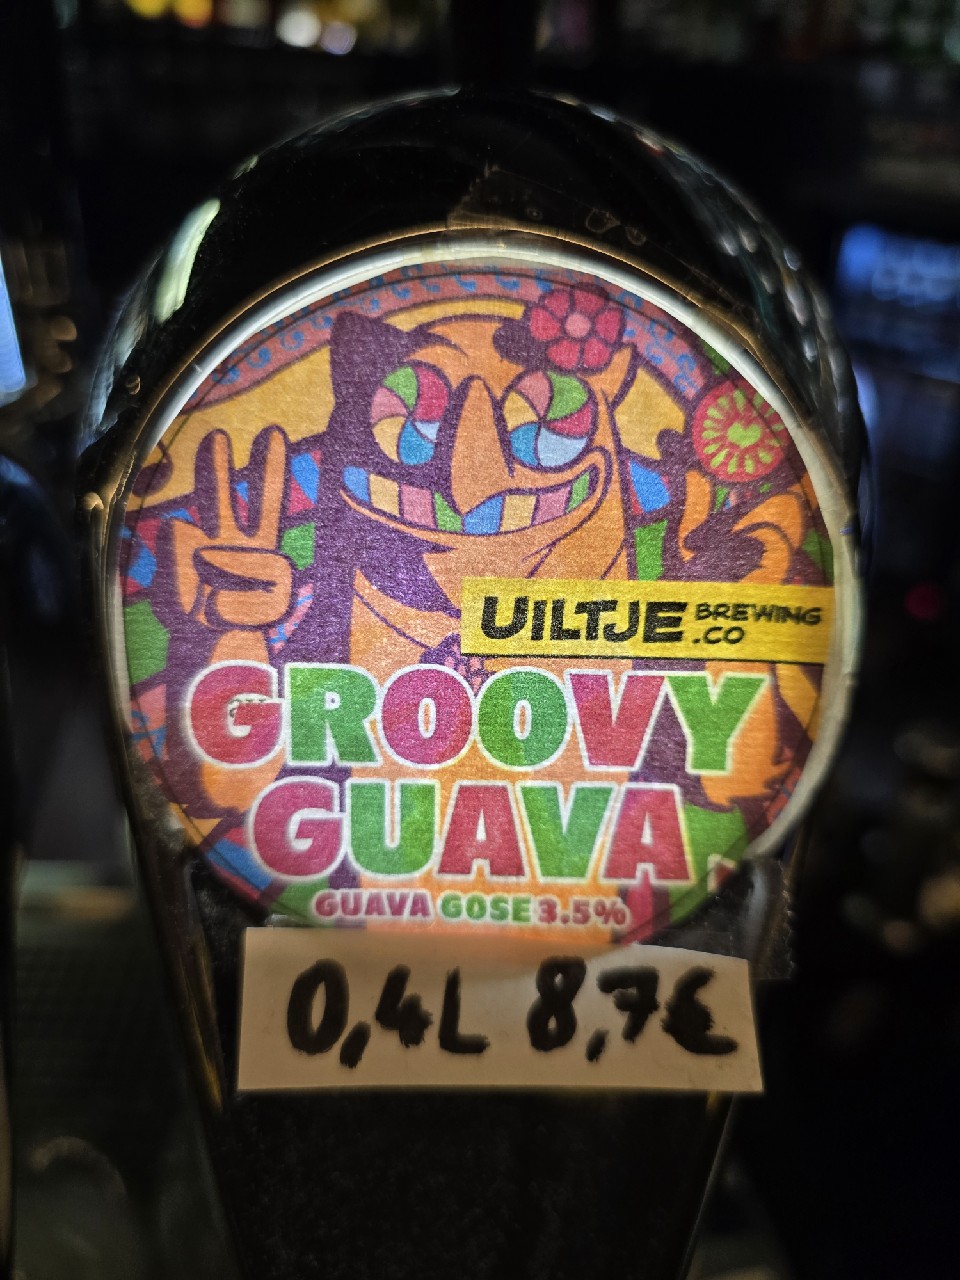 UILTJE BREWING .CO
GROOVY
GUAVA
GUAVA GOSE 3.5%
0,4L 8,7€